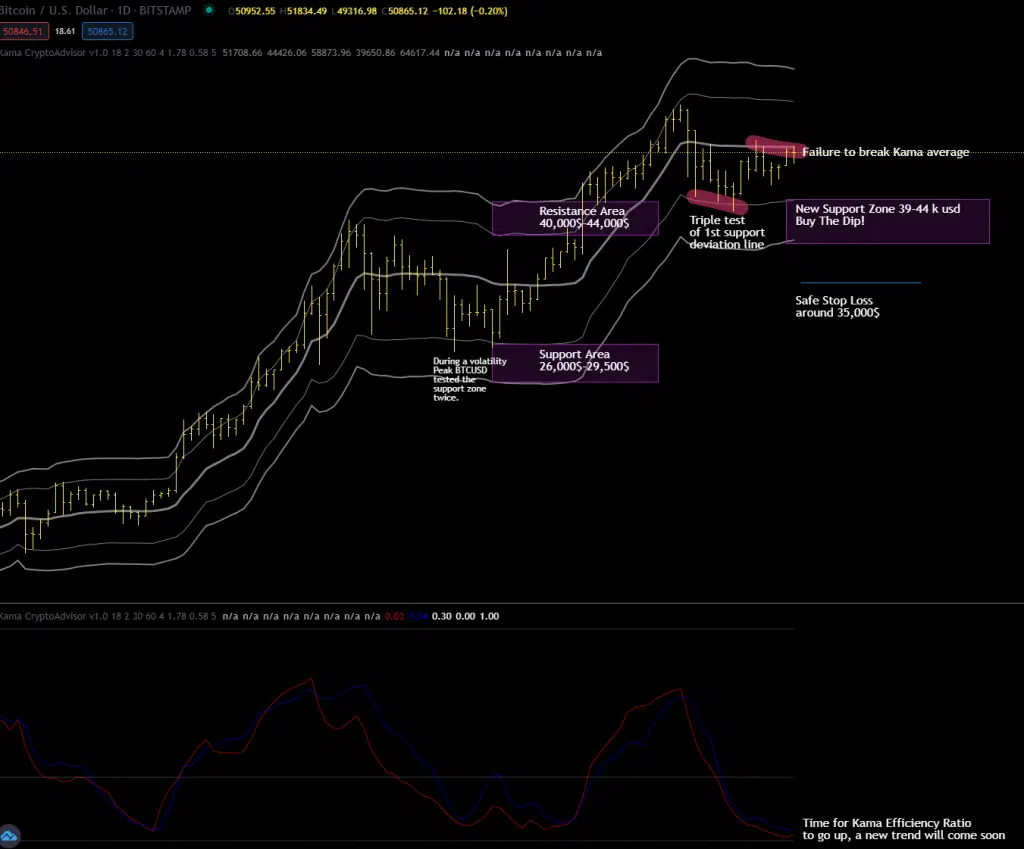 Bitcoin / U.S. Dollar · 1D · BITSTAMP O50952.55 H51834.49 L49316.98 C50865.12 −102.18 (−0.20%)
50846.51 18.61 50865.12
Kama CryptoAdvisor v1.0 18 2 30 60 4 1.78 0.58 5 51708.66 44426.06 58873.96 39650.86 64617.44 n/a n/a n/a n/a n/a n/a n/a n/a
Failure to break Kama average
Resistance Area
40,000$-44,000$
Triple test
of 1st support
deviation line
New Support Zone 39-44 k usd
Buy The Dip!
Safe Stop Loss
around 35,000$
During a volatility
Peak BTCUSD
tested the
support zone
twice.
Support Area
26,000$-29,500$
Kama CryptoAdvisor v1.0 18 2 30 60 4 1.78 0.58 5 n/a n/a n/a n/a n/a n/a n/a n/a 0.03 0.30 0.00 1.00
Time for Kama Efficiency Ratio
to go up, a new trend will come soon